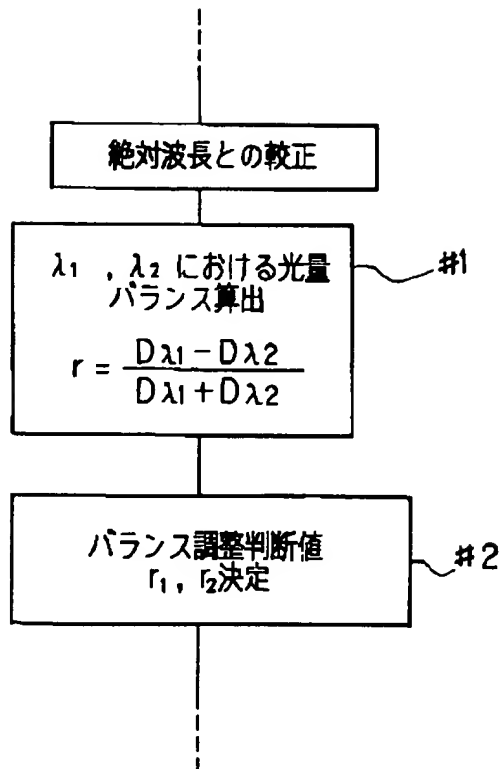 絶対波長との較正
λ1 , λ2 における光量
バランス算出
r = Dλ1 − Dλ2 / Dλ1 + Dλ2
#1
バランス調整判断値
r1 , r2決定
#2